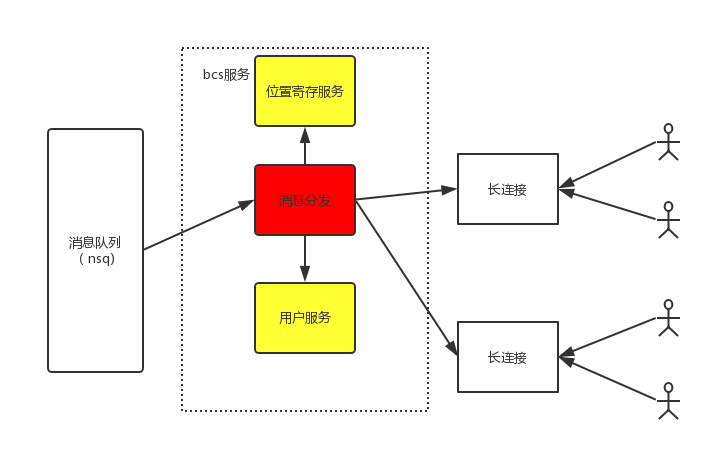 bcs服务
位置寄存服务
消息队列
( nsq)
消息分发
用户服务
长连接
长连接